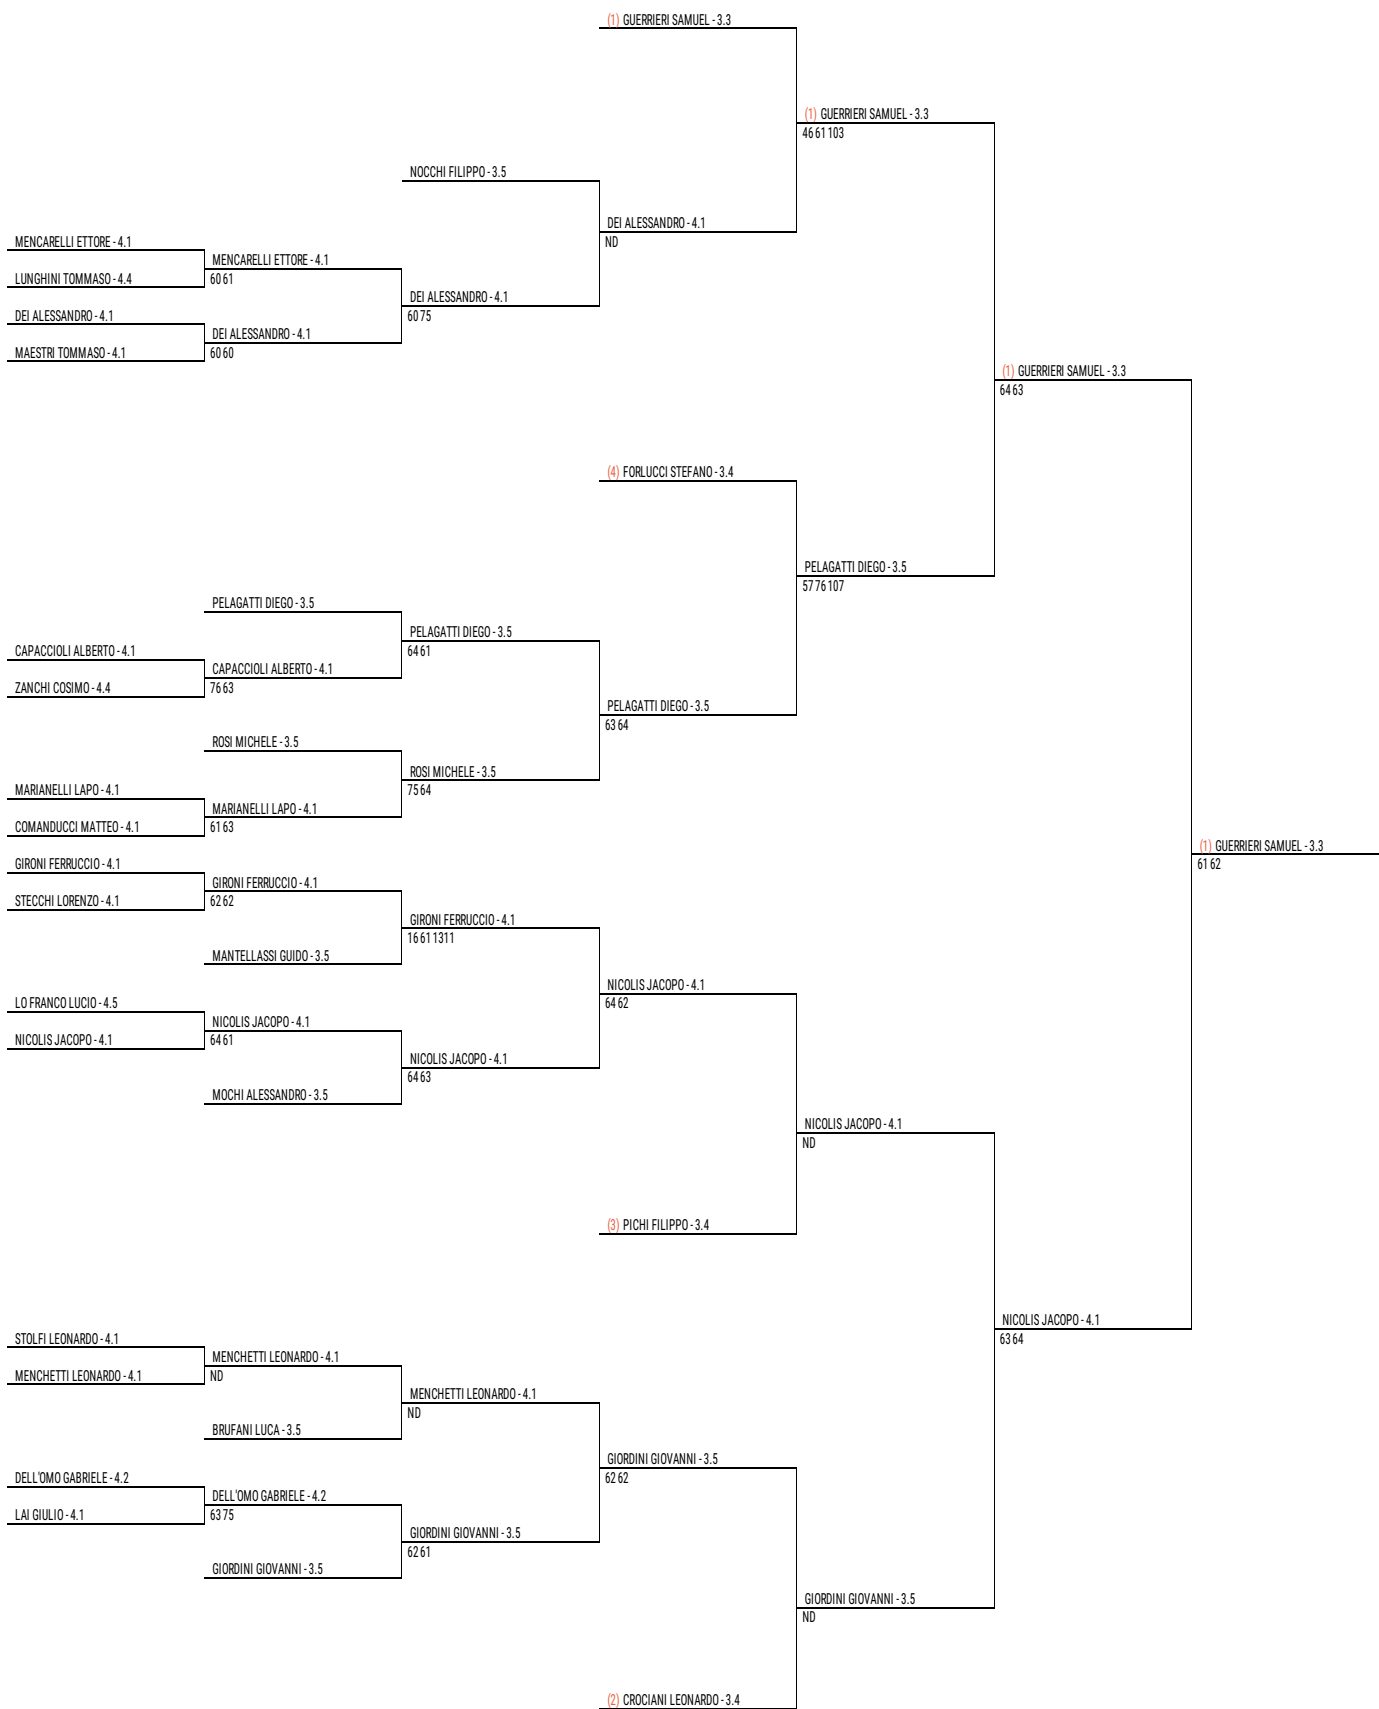 (1) GUERRIERI SAMUEL - 3.3
(1) GUERRIERI SAMUEL - 3.3
46 61 103
NOCCHI FILIPPO - 3.5
DEI ALESSANDRO - 4.1
ND
MENCARELLI ETTORE - 4.1
MENCARELLI ETTORE - 4.1
60 61
LUNGHINI TOMMASO - 4.4
DEI ALESSANDRO - 4.1
60 75
DEI ALESSANDRO - 4.1
DEI ALESSANDRO - 4.1
60 60
MAESTRI TOMMASO - 4.1
(1) GUERRIERI SAMUEL - 3.3
64 63
(4) FORLUCCI STEFANO - 3.4
PELAGATTI DIEGO - 3.5
57 76 107
PELAGATTI DIEGO - 3.5
PELAGATTI DIEGO - 3.5
64 61
CAPACCIOLI ALBERTO - 4.1
CAPACCIOLI ALBERTO - 4.1
76 63
ZANCHI COSIMO - 4.4
PELAGATTI DIEGO - 3.5
63 64
ROSI MICHELE - 3.5
ROSI MICHELE - 3.5
75 64
MARIANELLI LAPO - 4.1
MARIANELLI LAPO - 4.1
61 63
COMANDUCCI MATTEO - 4.1
(1) GUERRIERI SAMUEL - 3.3
61 62
GIRONI FERRUCCIO - 4.1
GIRONI FERRUCCIO - 4.1
62 62
STECCHI LORENZO - 4.1
GIRONI FERRUCCIO - 4.1
16 61 1311
MANTELLASSI GUIDO - 3.5
NICOLIS JACOPO - 4.1
64 62
LO FRANCO LUCIO - 4.5
NICOLIS JACOPO - 4.1
64 61
NICOLIS JACOPO - 4.1
NICOLIS JACOPO - 4.1
64 63
MOCHI ALESSANDRO - 3.5
NICOLIS JACOPO - 4.1
ND
(3) PICHI FILIPPO - 3.4
NICOLIS JACOPO - 4.1
63 64
STOLFI LEONARDO - 4.1
MENCHETTI LEONARDO - 4.1
ND
MENCHETTI LEONARDO - 4.1
MENCHETTI LEONARDO - 4.1
ND
BRUFANI LUCA - 3.5
GIORDINI GIOVANNI - 3.5
62 62
DELL'OMO GABRIELE - 4.2
DELL'OMO GABRIELE - 4.2
63 75
LAI GIULIO - 4.1
GIORDINI GIOVANNI - 3.5
62 61
GIORDINI GIOVANNI - 3.5
GIORDINI GIOVANNI - 3.5
ND
(2) CROCIANI LEONARDO - 3.4